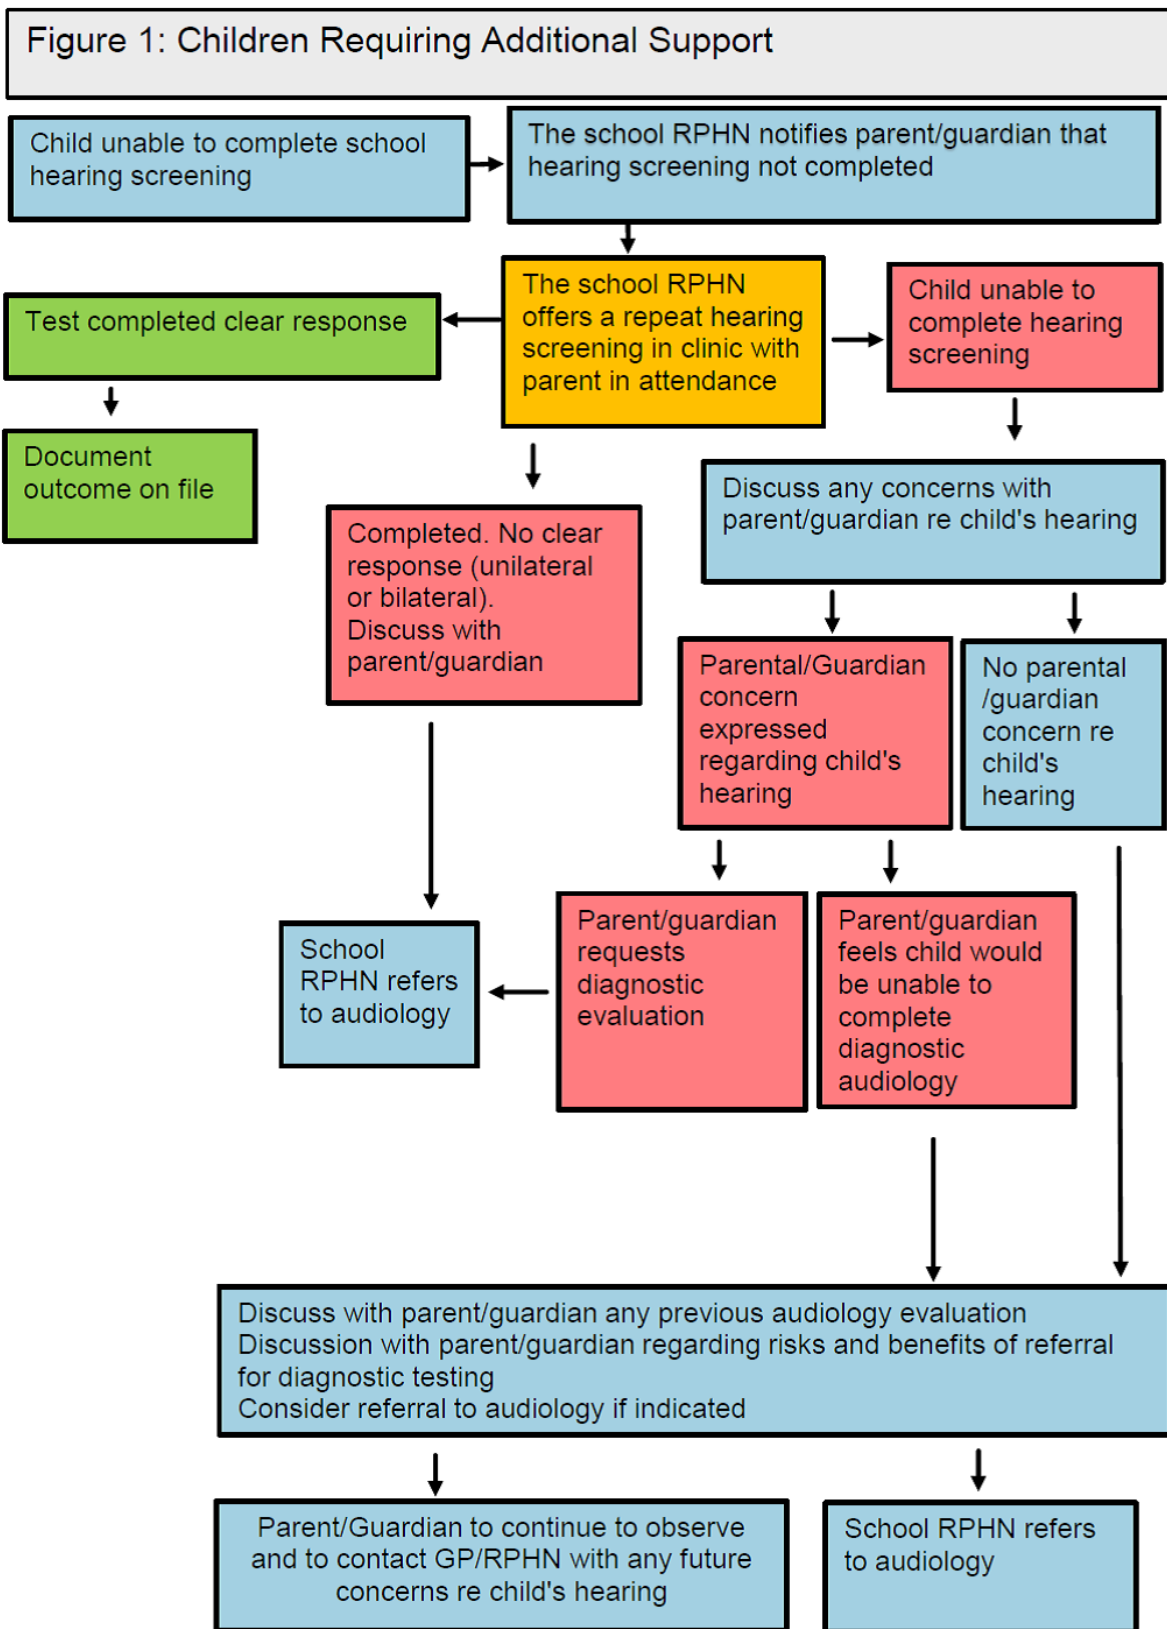 Figure 1: Children Requiring Additional Support
Child unable to complete school
hearing screening
The school RPHN notifies parent/guardian that
hearing screening not completed
The school RPHN
offers a repeat hearing
screening in clinic with
parent in attendance
Child unable to
complete hearing
screening
Test completed clear response
Document
outcome on file
Discuss any concerns with
parent/guardian re child's hearing
Completed. No clear
response (unilateral
or bilateral).
Discuss with
parent/guardian
Parental/Guardian
concern
expressed
regarding child's
hearing
No parental
/guardian
concern re
child's
hearing
School
RPHN refers
to audiology
Parent/guardian
requests
diagnostic
evaluation
Parent/guardian
feels child would
be unable to
complete
diagnostic
audiology
Discuss with parent/guardian any previous audiology evaluation
Discussion with parent/guardian regarding risks and benefits of referral
for diagnostic testing
Consider referral to audiology if indicated
Parent/Guardian to continue to observe
and to contact GP/RPHN with any future
concerns re child's hearing
School RPHN refers
to audiology